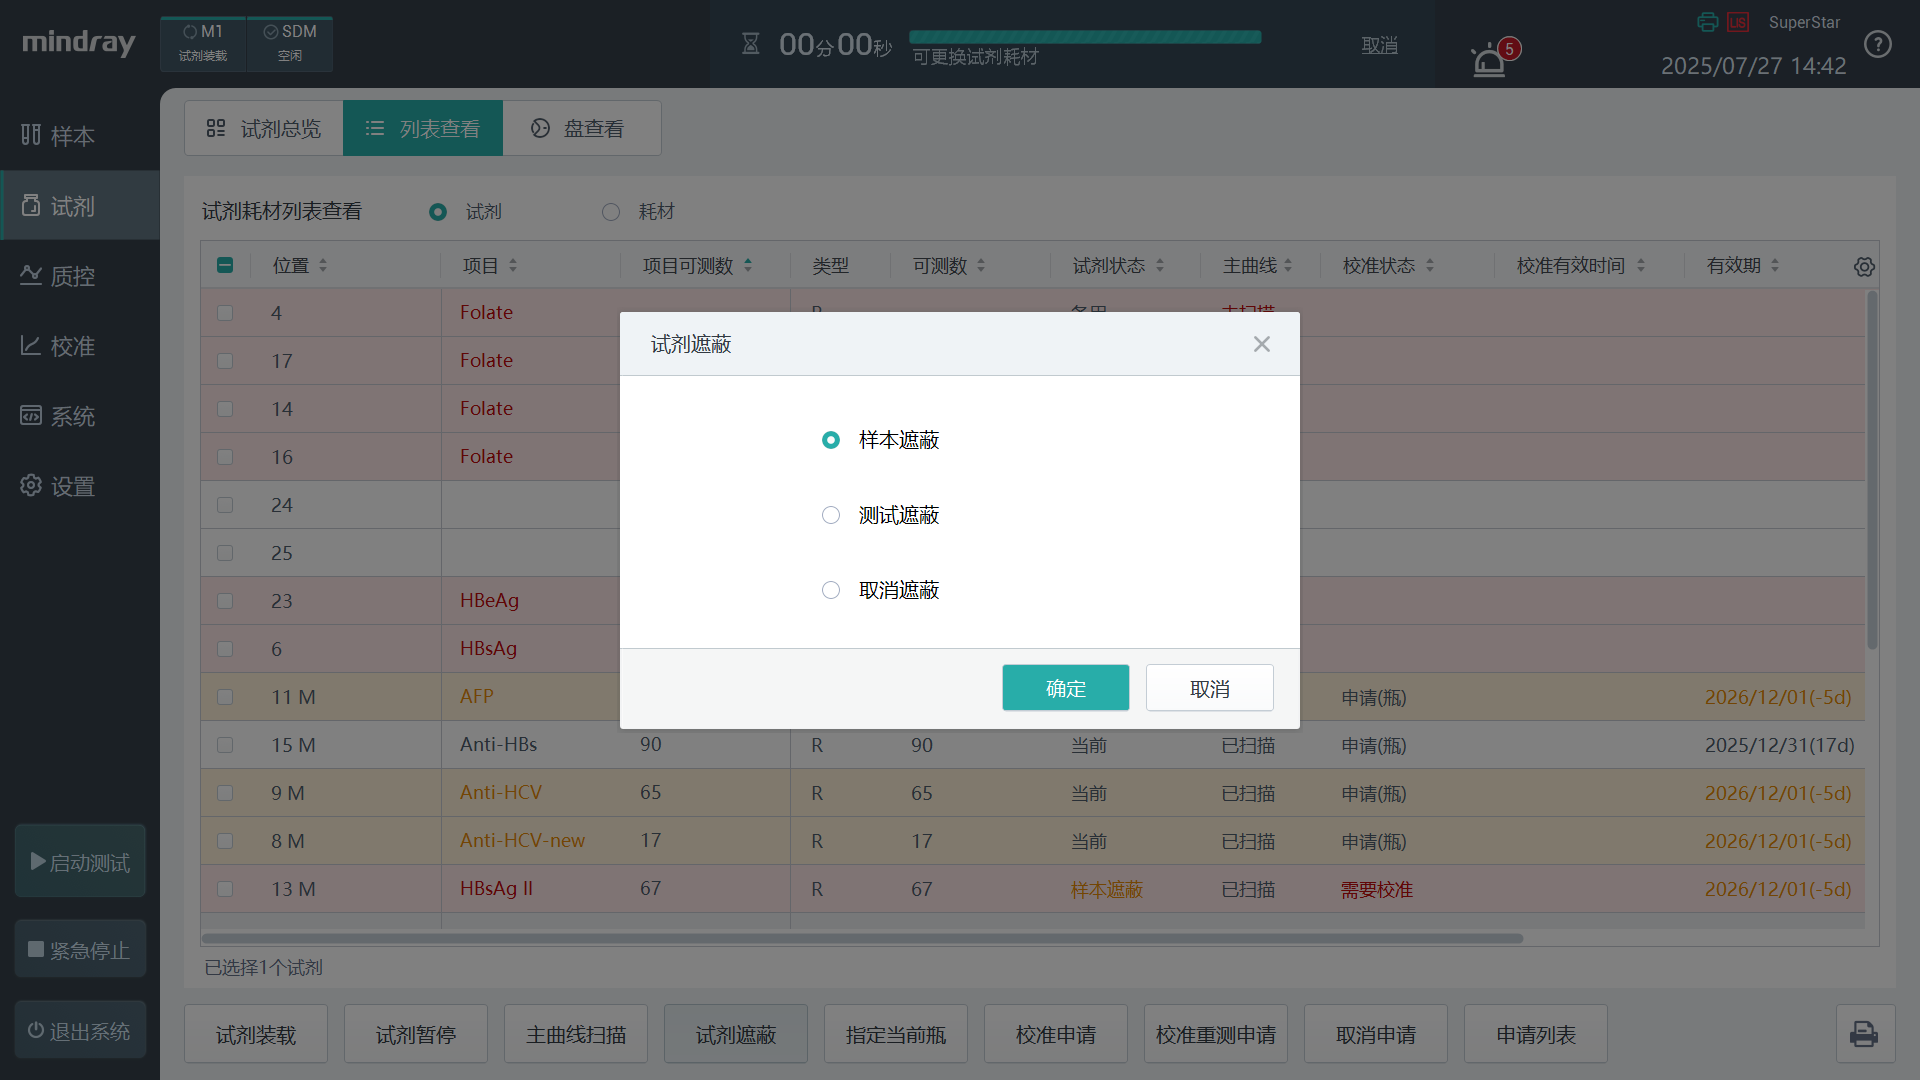 mindray
M1
试剂装载
SDM
空闲
00分00秒
可更换试剂耗材
取消
5
LIS
SuperStar
2025/07/27 14:42
样本
试剂
质控
校准
系统
设置
启动测试
紧急停止
退出系统
试剂总览
列表查看
盘查看
试剂耗材列表查看
试剂
耗材
位置 项目 项目可测数 类型 可测数 试剂状态 主曲线 校准状态 校准有效时间 有效期
4 Folate R 备用 未扫描
17 Folate
14 Folate
16 Folate
24
25
23 HBeAg
6 HBsAg
11 M AFP 申请(瓶) 2026/12/01(-5d)
15 M Anti-HBs 90 R 90 当前 已扫描 申请(瓶) 2025/12/31(17d)
9 M Anti-HCV 65 R 65 当前 已扫描 申请(瓶) 2026/12/01(-5d)
8 M Anti-HCV-new 17 R 17 当前 已扫描 申请(瓶) 2026/12/01(-5d)
13 M HBsAg II 67 R 67 样本遮蔽 已扫描 需要校准 2026/12/01(-5d)
试剂遮蔽
样本遮蔽
测试遮蔽
取消遮蔽
确定
取消
已选择1个试剂
试剂装载
试剂暂停
主曲线扫描
试剂遮蔽
指定当前瓶
校准申请
校准重测申请
取消申请
申请列表